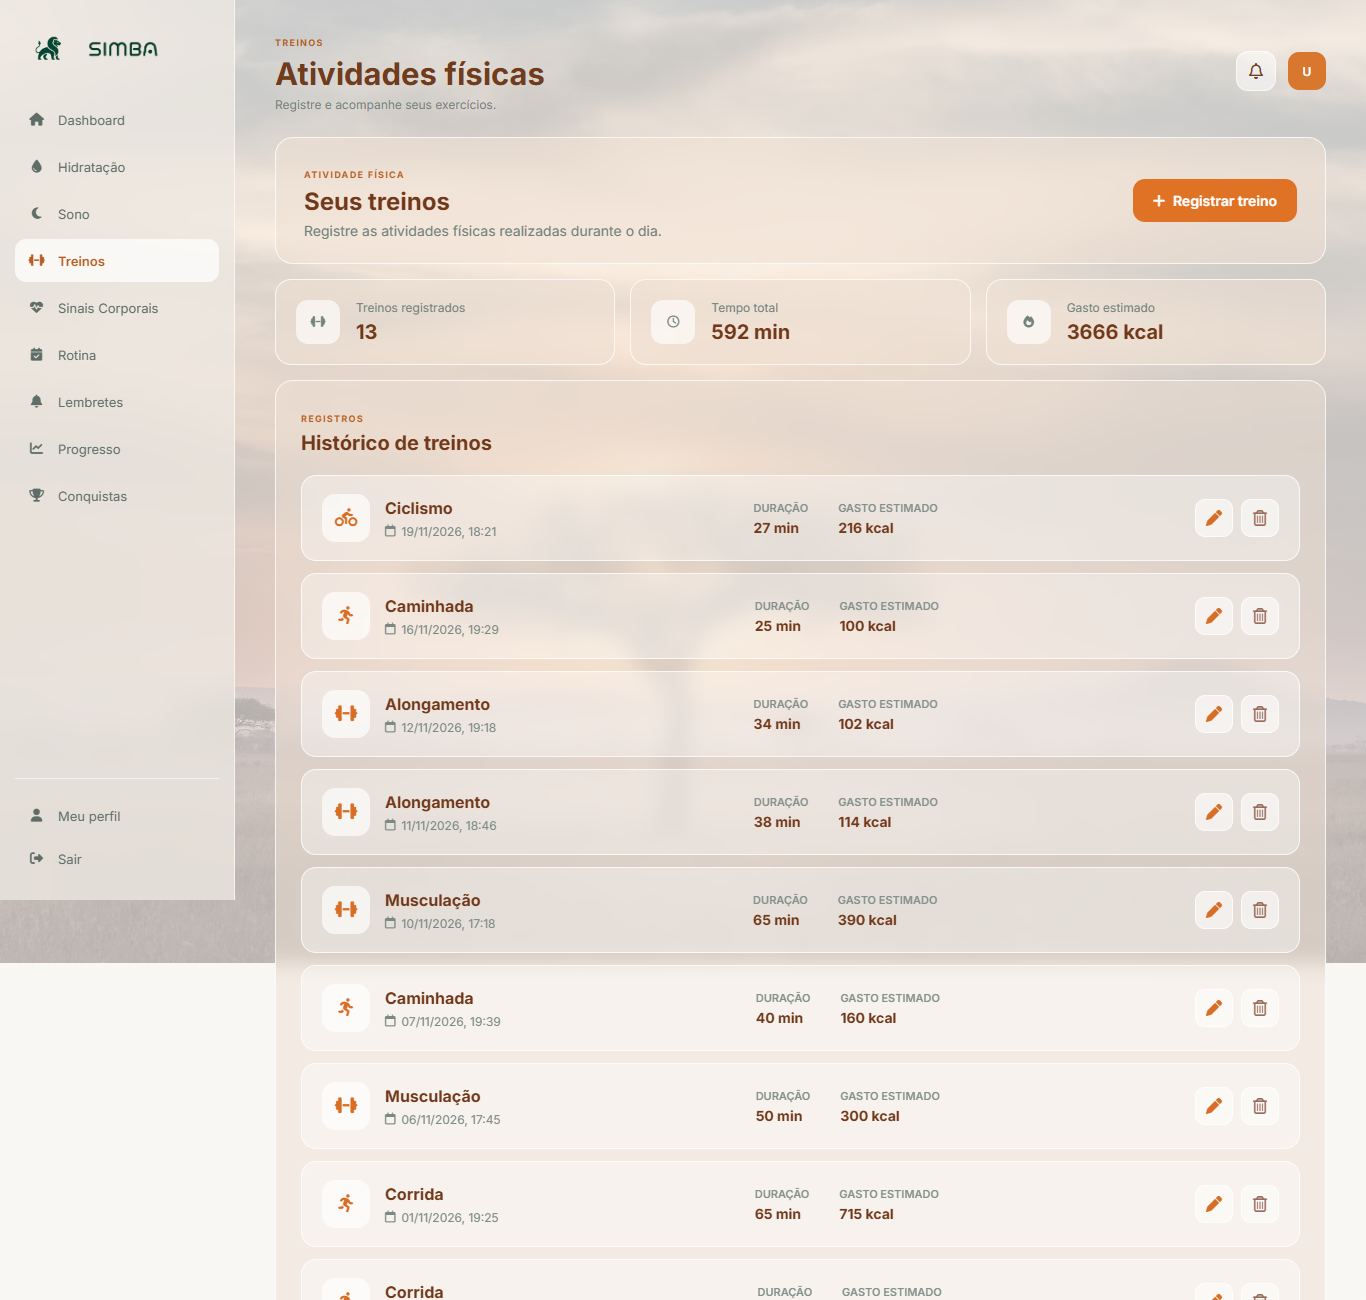 SIMBA
Dashboard
Hidratação
Sono
Treinos
Sinais Corporais
Rotina
Lembretes
Progresso
Conquistas
Meu perfil
Sair
TREINOS
Atividades físicas
Registre e acompanhe seus exercícios.
U
ATIVIDADE FÍSICA
Seus treinos
Registre as atividades físicas realizadas durante o dia.
Registrar treino
Treinos registrados
13
Tempo total
592 min
Gasto estimado
3666 kcal
REGISTROS
Histórico de treinos
Ciclismo
19/11/2026, 18:21
DURAÇÃO
27 min
GASTO ESTIMADO
216 kcal
Caminhada
16/11/2026, 19:29
DURAÇÃO
25 min
GASTO ESTIMADO
100 kcal
Alongamento
12/11/2026, 19:18
DURAÇÃO
34 min
GASTO ESTIMADO
102 kcal
Alongamento
11/11/2026, 18:46
DURAÇÃO
38 min
GASTO ESTIMADO
114 kcal
Musculação
10/11/2026, 17:18
DURAÇÃO
65 min
GASTO ESTIMADO
390 kcal
Caminhada
07/11/2026, 19:39
DURAÇÃO
40 min
GASTO ESTIMADO
160 kcal
Musculação
06/11/2026, 17:45
DURAÇÃO
50 min
GASTO ESTIMADO
300 kcal
Corrida
01/11/2026, 19:25
DURAÇÃO
65 min
GASTO ESTIMADO
715 kcal
Corrida
DURAÇÃO
GASTO ESTIMADO